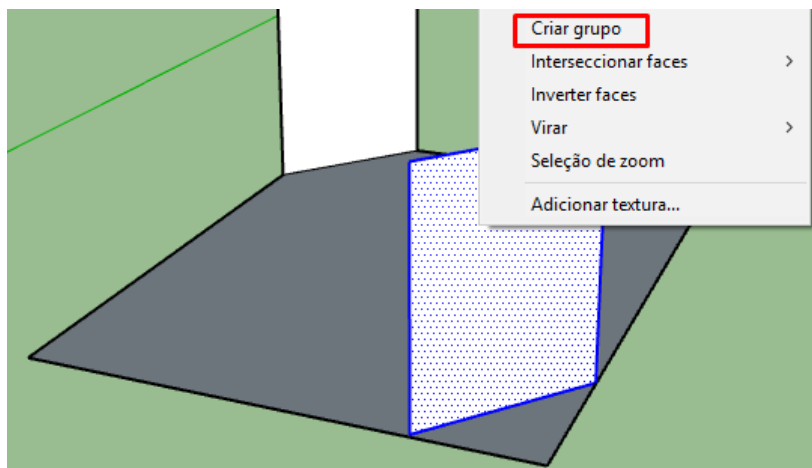 Criar grupo
Interseccionar faces
Inverter faces
Virar
Seleção de zoom
Adicionar textura...